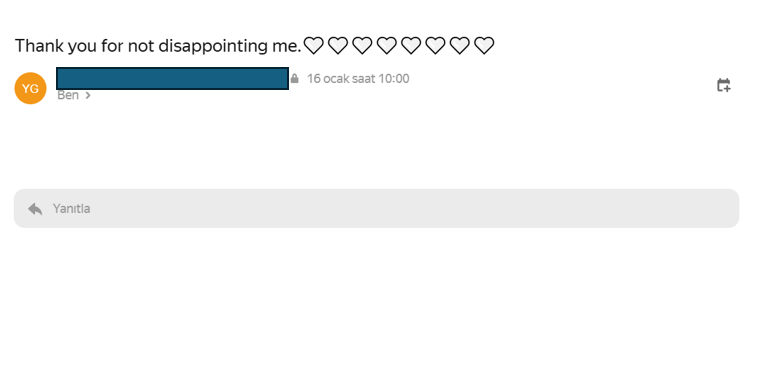 Thank you for not disappointing me.♡♡♡♡♡♡♡♡
YG
16 ocak saat 10:00
Ben >
Yanıtla